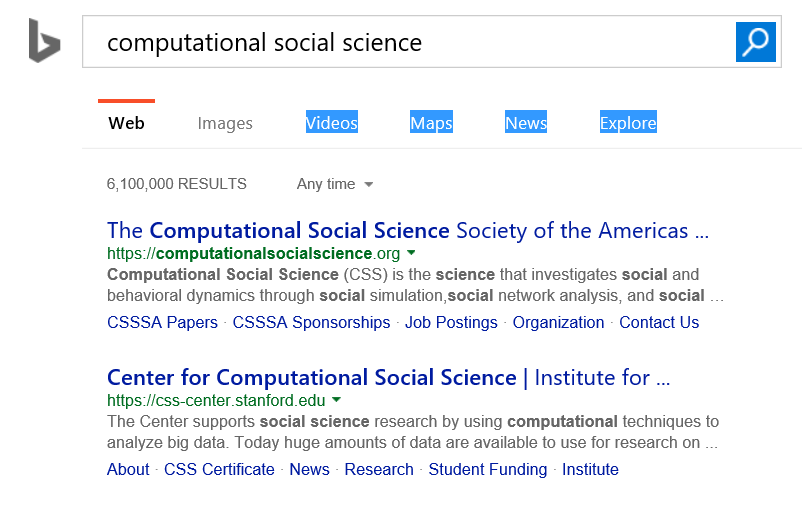 computational social science
Web Images Videos Maps News Explore
6,100,000 RESULTS Any time
The Computational Social Science Society of the Americas ...
https://computationalsocialscience.org
Computational Social Science (CSS) is the science that investigates social and
behavioral dynamics through social simulation,social network analysis, and social ...
CSSSA Papers · CSSSA Sponsorships · Job Postings · Organization · Contact Us
Center for Computational Social Science | Institute for ...
https://css-center.stanford.edu
The Center supports social science research by using computational techniques to
analyze big data. Today huge amounts of data are available to use for research on ...
About · CSS Certificate · News · Research · Student Funding · Institute